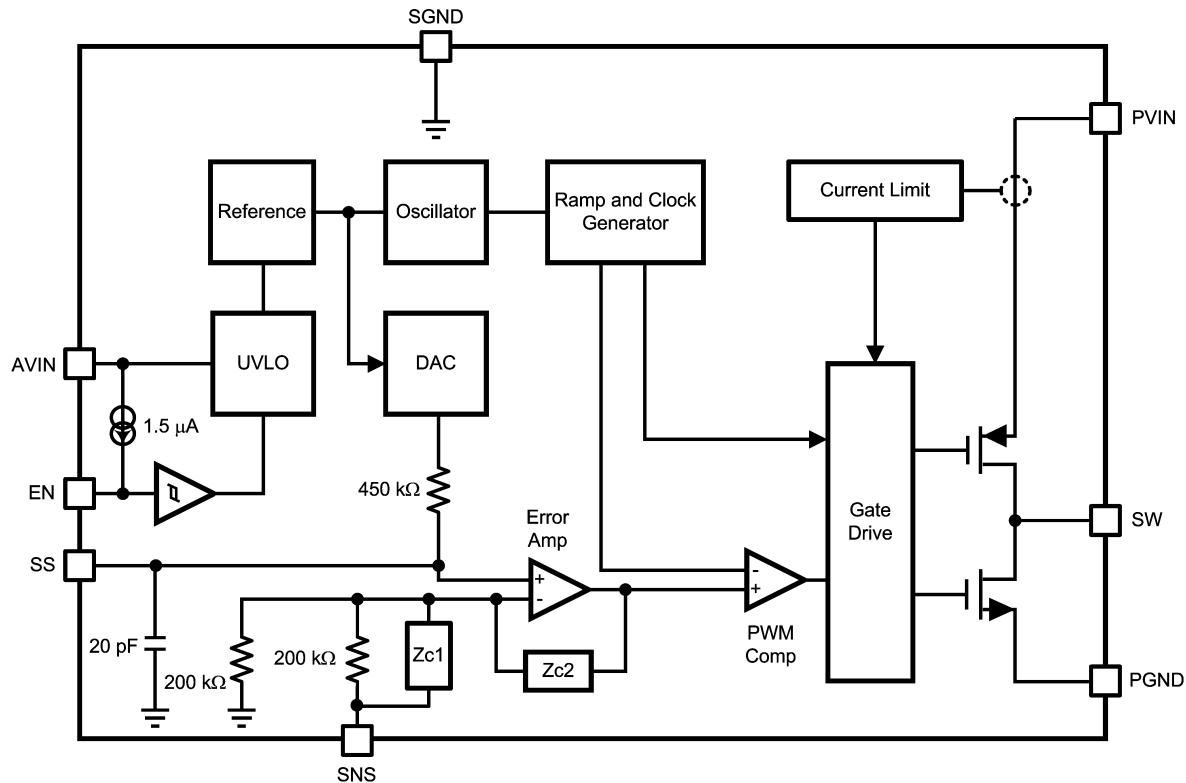 SGND
PVIN
Reference
Oscillator
Ramp and Clock
Generator
Current Limit
AVIN
UVLO
DAC
1.5 μA
EN
450 kΩ
Error
Amp
Gate
Drive
SW
SS
+
-
-
+
PWM
Comp
20 pF
200 kΩ
200 kΩ
Zc1
Zc2
PGND
SNS